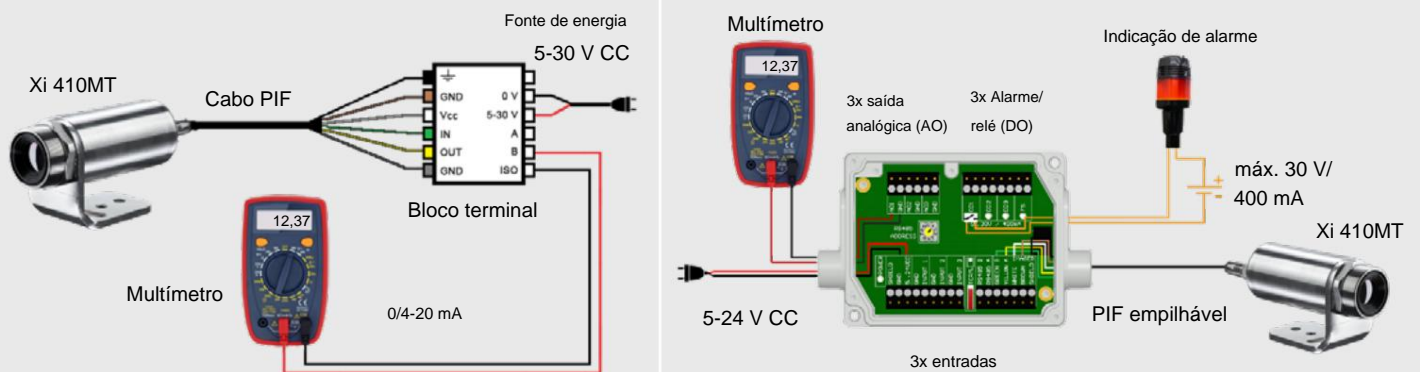 Fonte de energia
5-30 V CC
Xi 410MT
Cabo PIF
GND
Vcc
IN
OUT
GND
0 V
5-30 V
A
B
ISO
Bloco terminal
12,37
Multímetro
0/4-20 mA
Multímetro
12,37
3x saída
analógica (AO)
3x Alarme/
relé (DO)
Indicação de alarme
máx. 30 V/
400 mA
Xi 410MT
RS485
ADDRESS
5-24 V CC
PIF empilhável
3x entradas